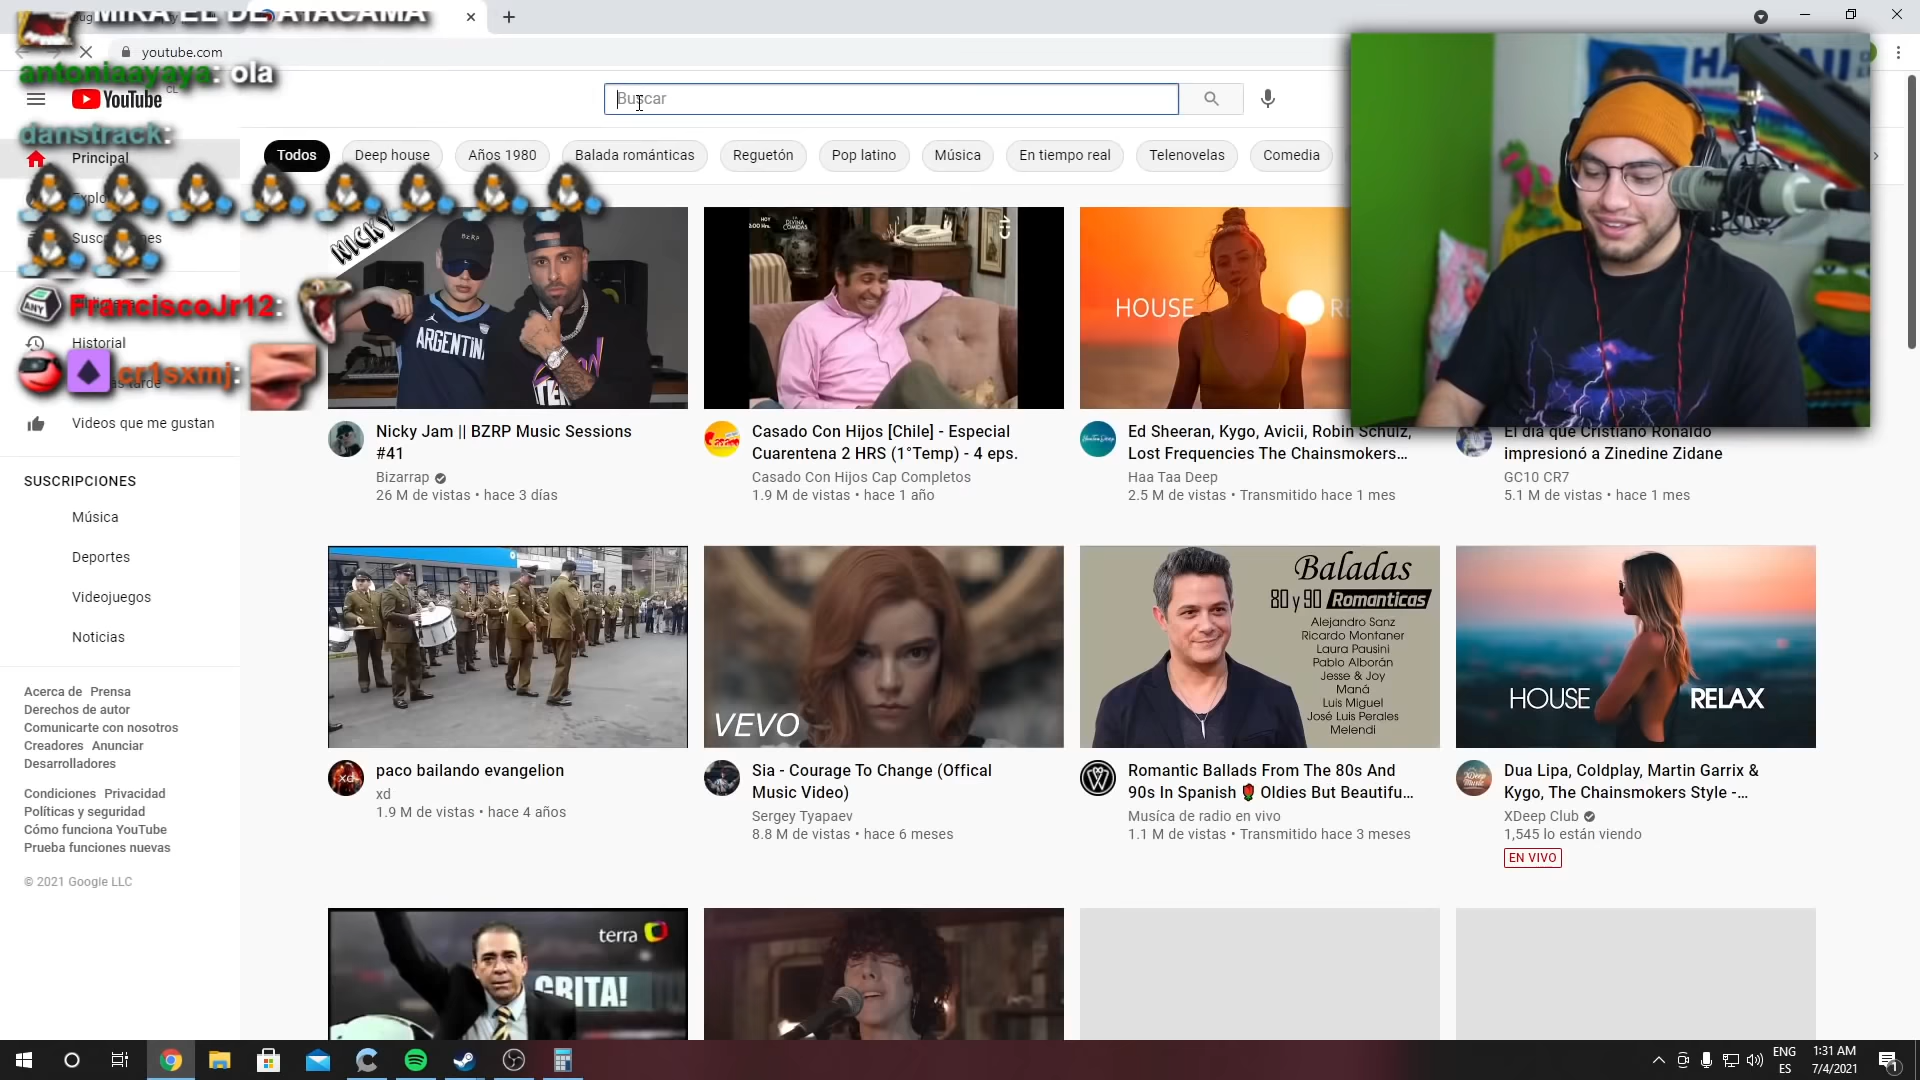 MIRA EL DE ATACAMA
youtube.com
antoniaayaya: ola
YouTube CL
Buscar
danstrack:
Principal
Todos
Deep house
Años 1980
Balada románticas
Reguetón
Pop latino
Música
En tiempo real
Telenovelas
Comedia
FranciscoJr12:
Historial
cr1sxmj:
tarde
Videos que me gustan
SUSCRIPCIONES
Música
Deportes
Videojuegos
Noticias
Acerca de Prensa
Derechos de autor
Comunicarte con nosotros
Creadores Anunciar
Desarrolladores
Condiciones Privacidad
Políticas y seguridad
Cómo funciona YouTube
Prueba funciones nuevas
© 2021 Google LLC
NICKY
BZRP
ARGENTIN
HOUSE
Nicky Jam || BZRP Music Sessions
#41
Bizarrap
26 M de vistas • hace 3 días
Casado Con Hijos [Chile] - Especial
Cuarentena 2 HRS (1°Temp) - 4 eps.
Casado Con Hijos Cap Completos
1.9 M de vistas • hace 1 año
Ed Sheeran, Kygo, Avicii, Robin Schulz,
Lost Frequencies The Chainsmokers...
Haa Taa Deep
2.5 M de vistas • Transmitido hace 1 mes
El día que Cristiano Ronaldo
impresionó a Zinedine Zidane
GC10 CR7
5.1 M de vistas • hace 1 mes
VEVO
Baladas
80 y 90 Romanticas
Alejandro Sanz
Ricardo Montaner
Laura Pausini
Pablo Alborán
Jesse & Joy
Maná
Luis Miguel
José Luis Perales
Melendi
HOUSE RELAX
paco bailando evangelion
xd
1.9 M de vistas • hace 4 años
Sia - Courage To Change (Offical
Music Video)
Sergey Tyapaev
8.8 M de vistas • hace 6 meses
Romantic Ballads From The 80s And
90s In Spanish 🌹 Oldies But Beautifu...
Musíca de radio en vivo
1.1 M de vistas • Transmitido hace 3 meses
Dua Lipa, Coldplay, Martin Garrix &
Kygo, The Chainsmokers Style -...
XDeep Club
1,545 lo están viendo
EN VIVO
terra
GRITA!
ENG
ES
1:31 AM
7/4/2021